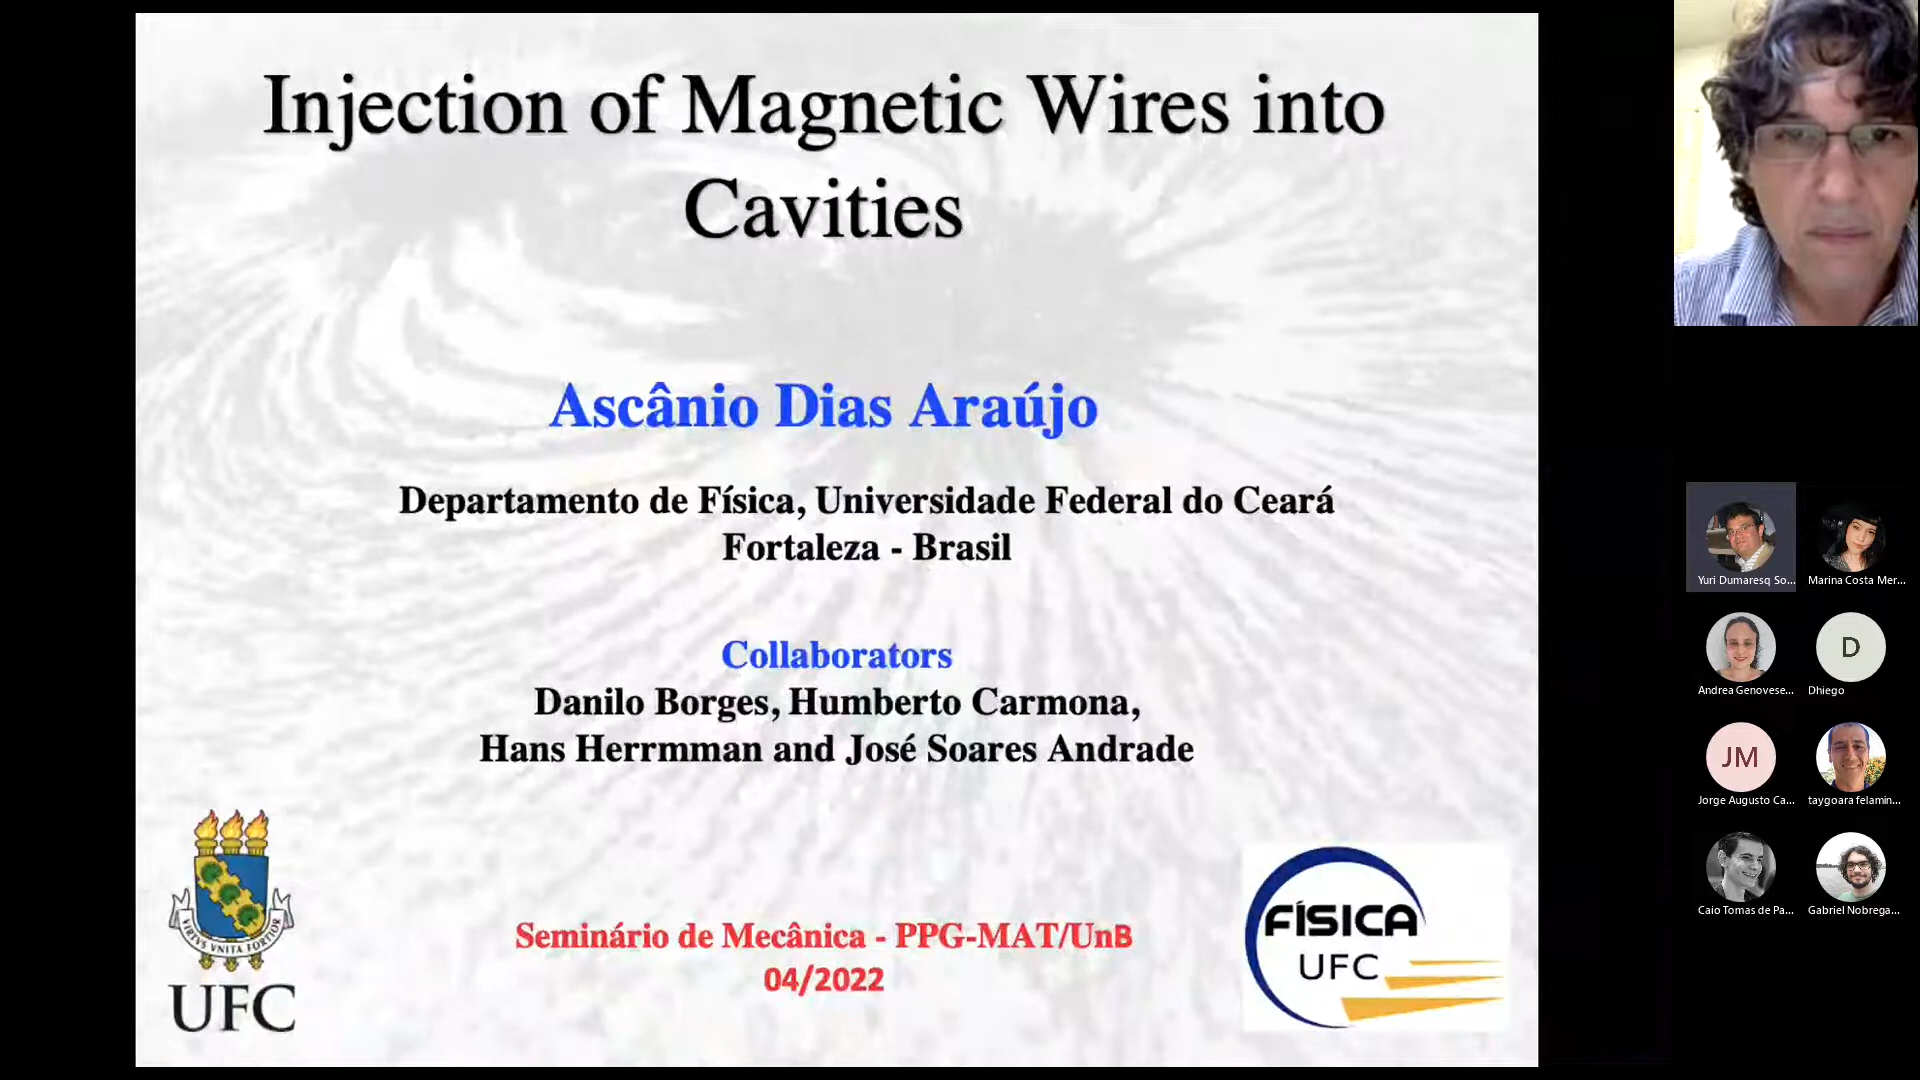 Injection of Magnetic Wires into
Cavities
Ascânio Dias Araújo
Departamento de Física, Universidade Federal do Ceará
Fortaleza - Brasil
Collaborators
Danilo Borges, Humberto Carmona,
Hans Herrmman and José Soares Andrade
VIRTVS VNITA FORTIOR
UFC
Seminário de Mecânica - PPG-MAT/UnB
04/2022
FÍSICA
UFC
Yuri Dumaresq So...
Marina Costa Mer...
Andrea Genovese...
D
Dhiego
JM
Jorge Augusto Ca...
taygoara felamin...
Caio Tomas de Pa...
Gabriel Nobrega...